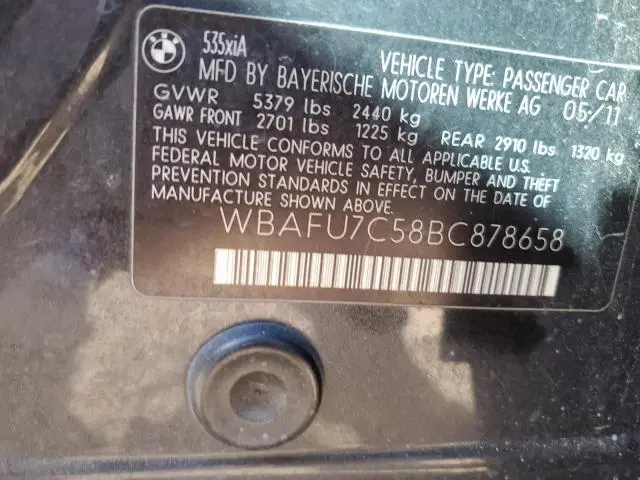 BMW
535xiA
VEHICLE TYPE: PASSENGER CAR
MFD BY BAYERISCHE MOTOREN WERKE AG 05/11
GVWR 5379 lbs 2440 kg
GAWR FRONT 2701 lbs 1225 kg REAR 2910 lbs 1320 kg
THIS VEHICLE CONFORMS TO ALL APPLICABLE U.S.
FEDERAL MOTOR VEHICLE SAFETY, BUMPER AND THEFT
PREVENTION STANDARDS IN EFFECT ON THE DATE OF
MANUFACTURE SHOWN ABOVE.
WBAFU7C58BC878658